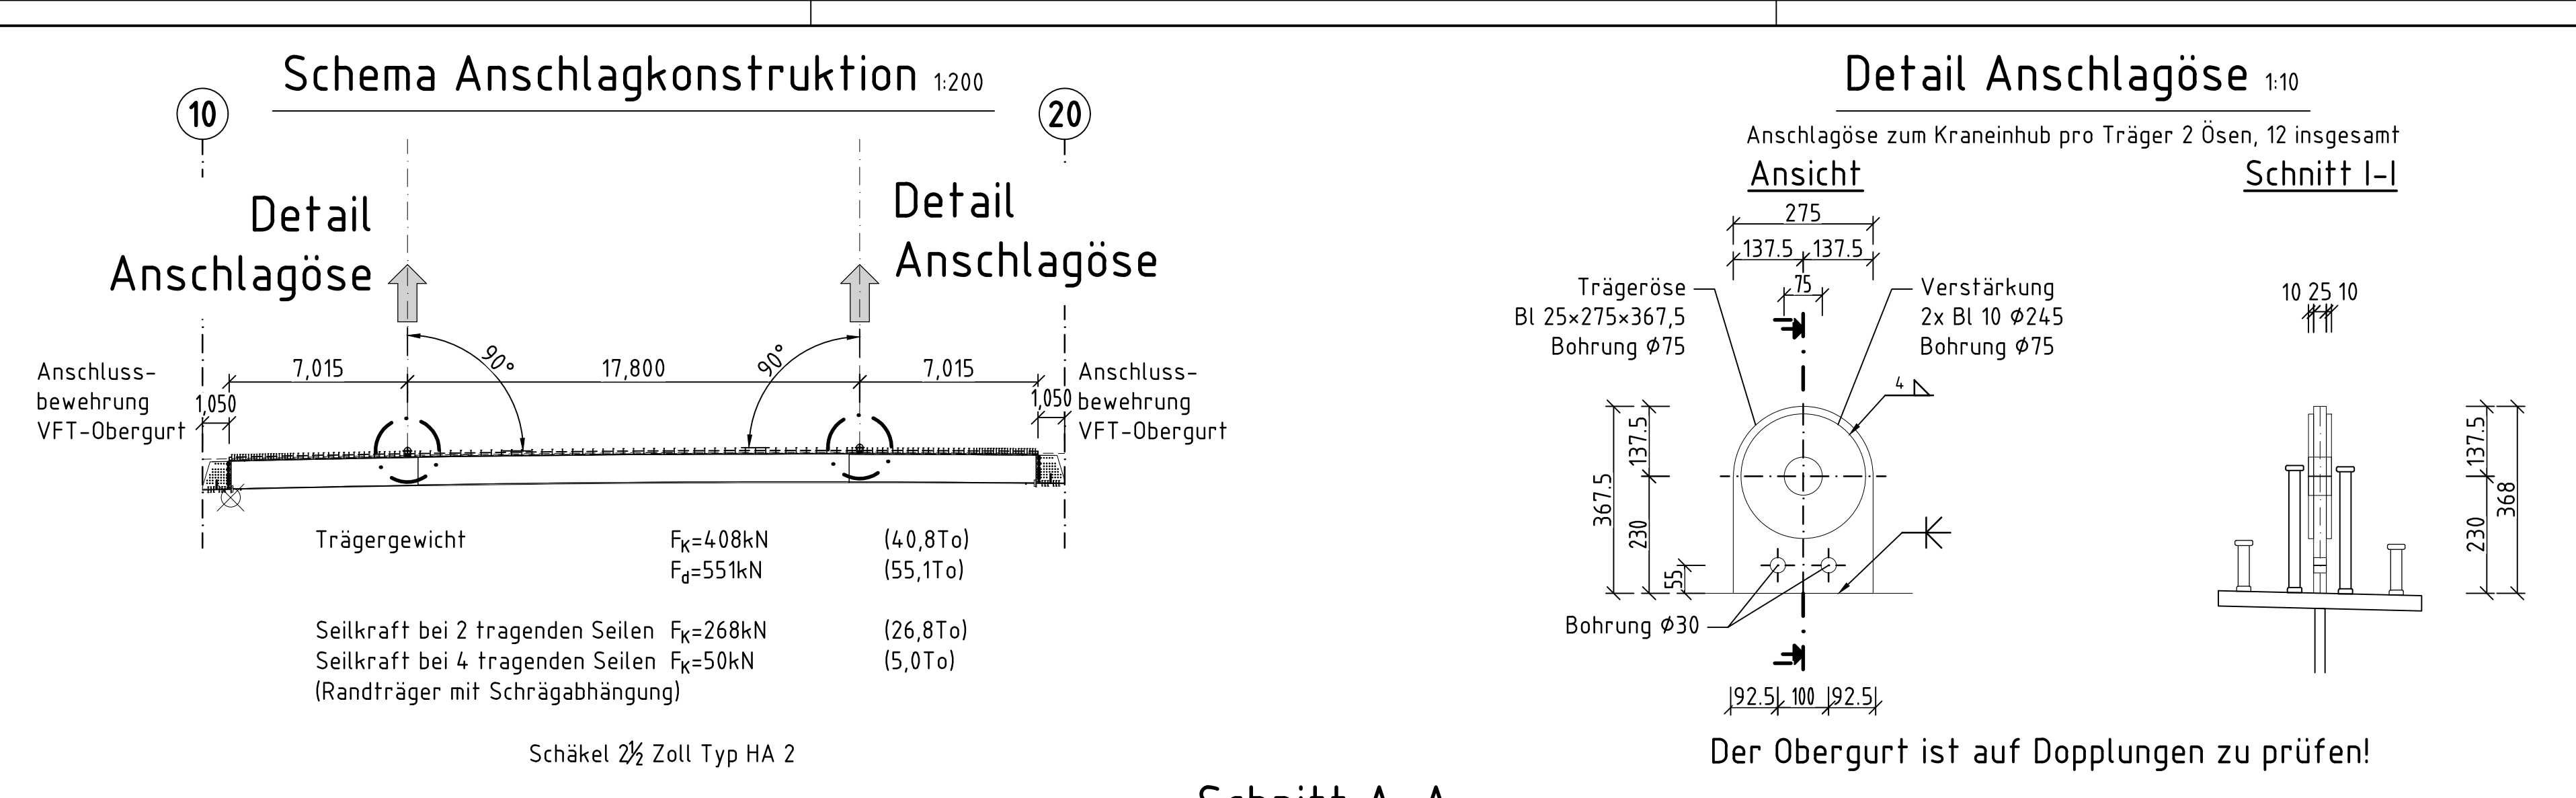 Schema Anschlagkonstruktion 1:200
10
20
Detail
Anschlagöse
Detail
Anschlagöse
90°
90°
7,015
17,800
7,015
Anschluss-
bewehrung
VFT-Obergurt
1,050
1,050
Anschluss-
bewehrung
VFT-Obergurt
Trägergewicht FK=408kN (40,8To)
Fd=551kN (55,1To)
Seilkraft bei 2 tragenden Seilen FK=268kN (26,8To)
Seilkraft bei 4 tragenden Seilen FK=50kN (5,0To)
(Randträger mit Schrägabhängung)
Schäkel 2½ Zoll Typ HA 2
Detail Anschlagöse 1:10
Anschlagöse zum Kraneinhub pro Träger 2 Ösen, 12 insgesamt
Ansicht
275
137.5 137.5
75
Trägeröse
Bl 25×275×367,5
Bohrung Ø75
Verstärkung
2x Bl 10 Ø245
Bohrung Ø75
4
367.5
137.5
230
55
Bohrung Ø30
92.5 100 92.5
Schnitt I-I
10 25 10
137.5
230
368
Der Obergurt ist auf Dopplungen zu prüfen!
Schnitt A-A